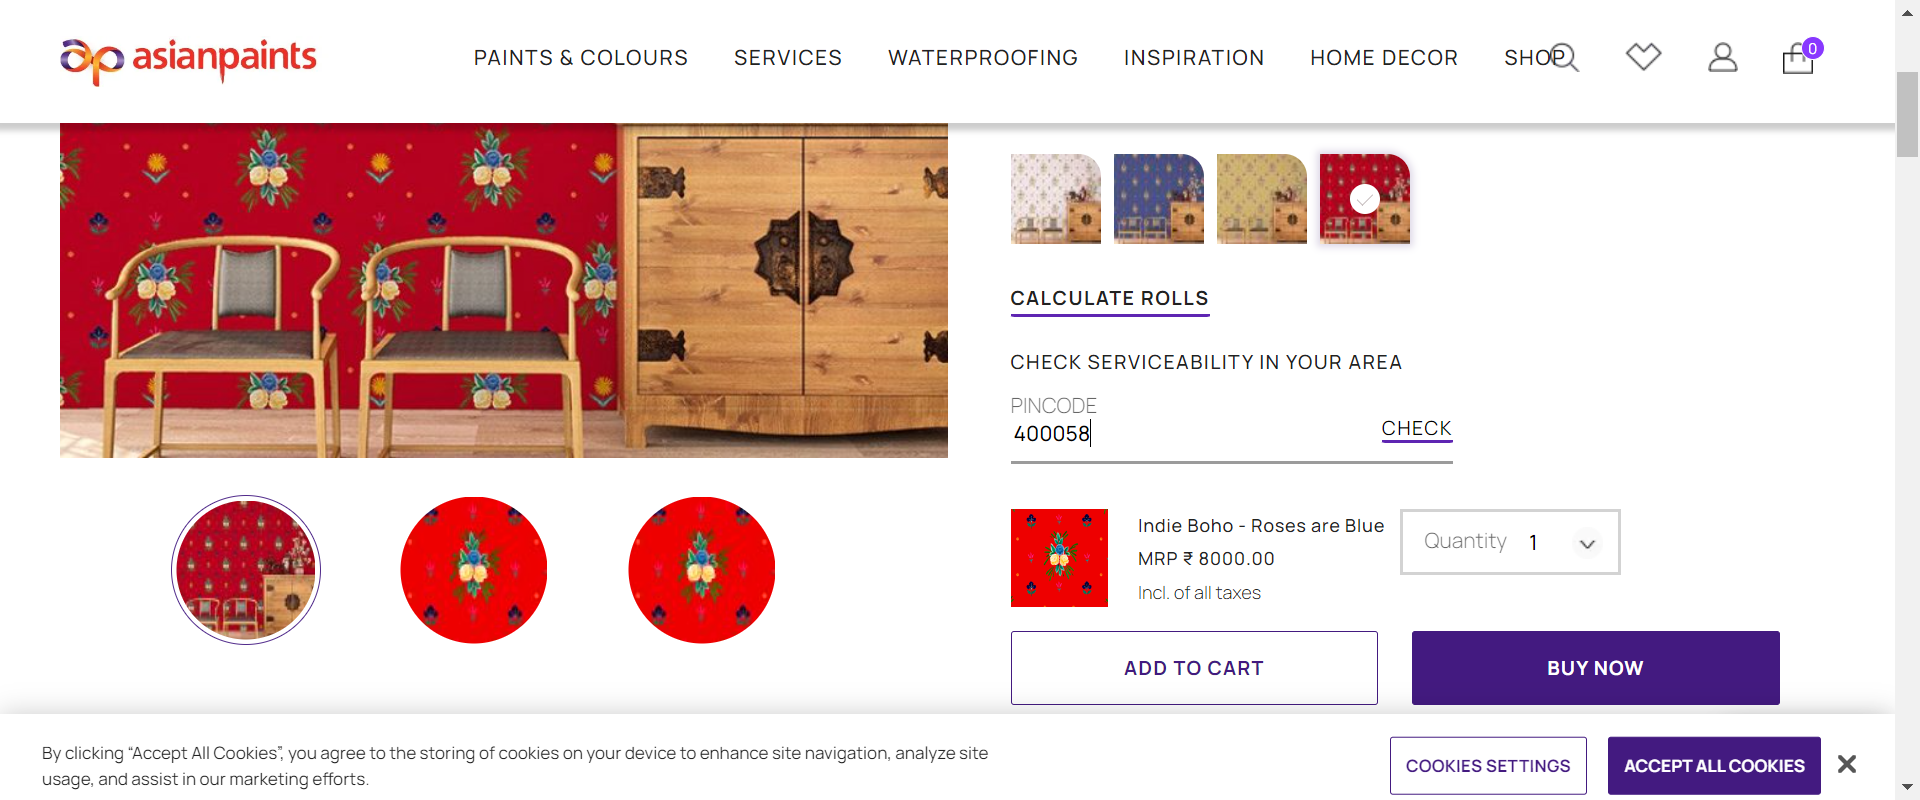 asianpaints
PAINTS & COLOURS
SERVICES
WATERPROOFING
INSPIRATION
HOME DECOR
SHOP
0
CALCULATE ROLLS
CHECK SERVICEABILITY IN YOUR AREA
PINCODE
400058
CHECK
Indie Boho - Roses are Blue
MRP ₹ 8000.00
Incl. of all taxes
Quantity 1
ADD TO CART
BUY NOW
By clicking “Accept All Cookies”, you agree to the storing of cookies on your device to enhance site navigation, analyze site
usage, and assist in our marketing efforts.
COOKIES SETTINGS
ACCEPT ALL COOKIES